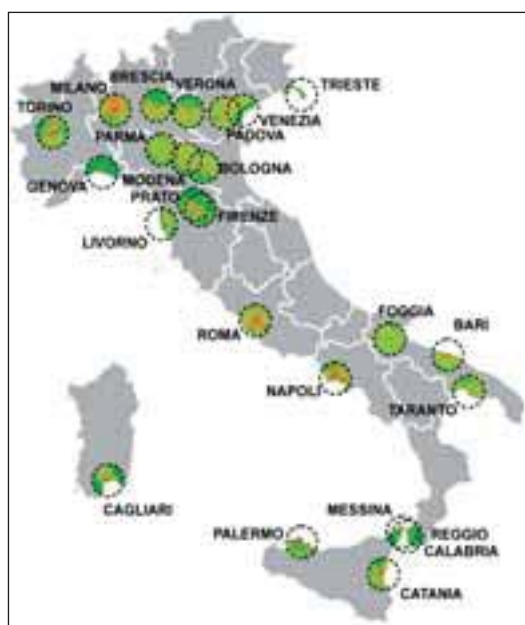 BRESCIA
VERONA
TRIESTE
MILANO
TORINO
VENEZIA
PADOVA
PARMA
BOLOGNA
GENOVA
MODENA
PRATO
FIRENZE
LIVORNO
FOGGIA
BARI
ROMA
NAPOLI
TARANTO
CAGLIARI
MESSINA
PALERMO
REGGIO
CALABRIA
CATANIA